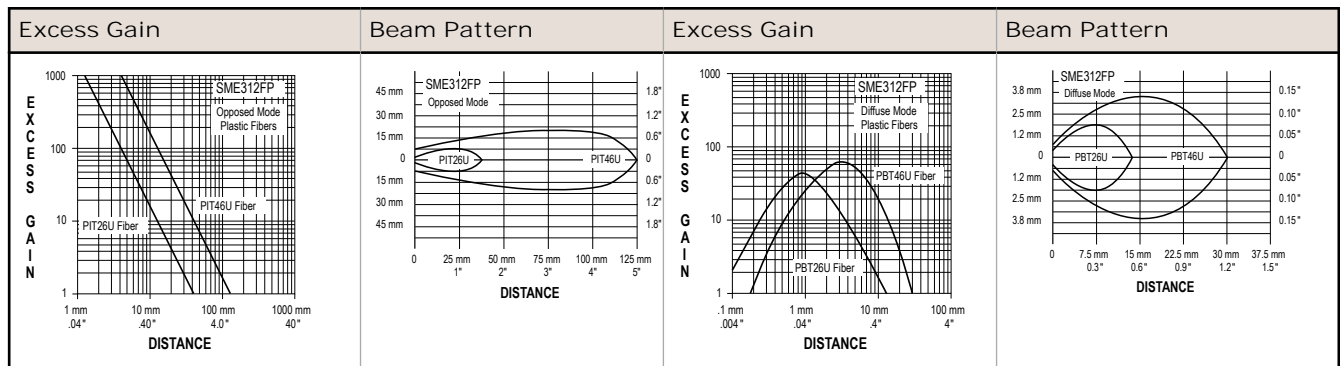 Excess Gain
Beam Pattern
Excess Gain
Beam Pattern
EXCESS GAIN
1000
100
10
1
SME312FP
Opposed Mode
Plastic Fibers
PIT46U Fiber
PIT26U Fiber
1 mm 10 mm 100 mm 1000 mm
.04" .40" 4.0" 40"
DISTANCE
SME312FP
Opposed Mode
45 mm
30 mm
15 mm
0
15 mm
30 mm
45 mm
1.8"
1.2"
0.6"
0
0.6"
1.2"
1.8"
PIT26U PIT46U
0 25 mm 50 mm 75 mm 100 mm 125 mm
1" 2" 3" 4" 5"
DISTANCE
EXCESS GAIN
1000
100
10
1
SME312FP
Diffuse Mode
Plastic Fibers
PBT46U Fiber
PBT26U Fiber
.1 mm 1 mm 10 mm 100 mm
.004" .04" .4" 4"
DISTANCE
SME312FP
Diffuse Mode
3.8 mm
2.5 mm
1.2 mm
0
1.2 mm
2.5 mm
3.8 mm
0.15"
0.10"
0.05"
0
0.05"
0.10"
0.15"
PBT26U PBT46U
0 7.5 mm 15 mm 22.5 mm 30 mm 37.5 mm
0.3" 0.6" 0.9" 1.2" 1.5"
DISTANCE